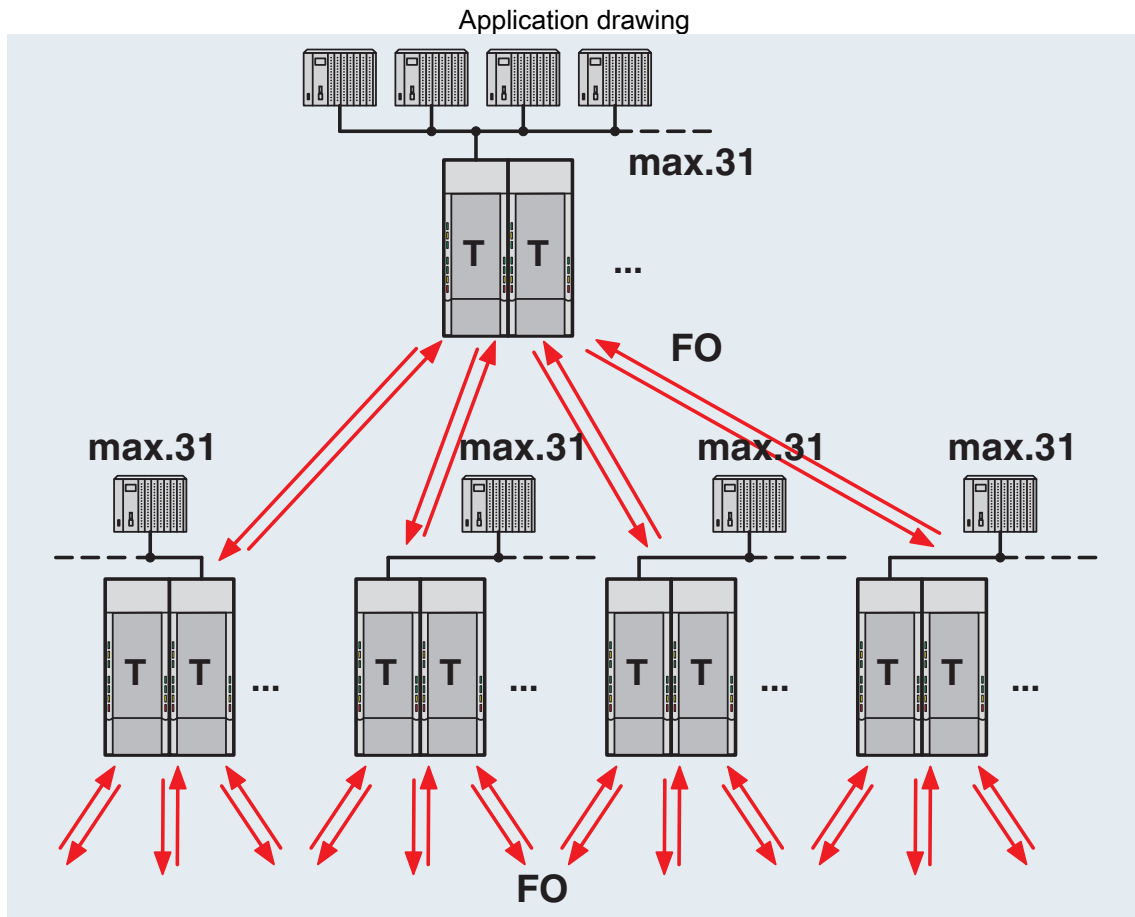 Application drawing
max.31
T T ...
FO
max.31 max.31 max.31 max.31
T T ... T T ... T T ... T T ...
FO